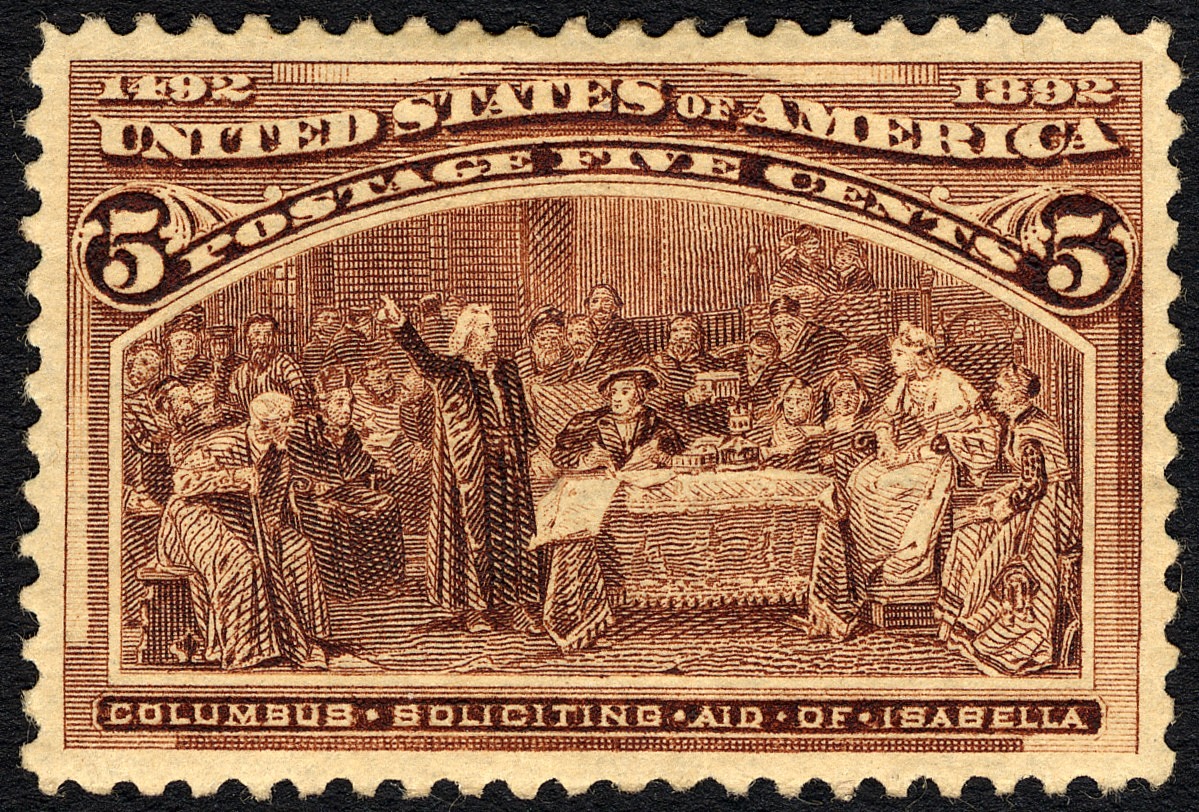 1492 1892
UNITED STATES OF AMERICA
POSTAGE FIVE CENTS
5 5
COLUMBUS · SOLICITING · AID · OF · ISABELLA